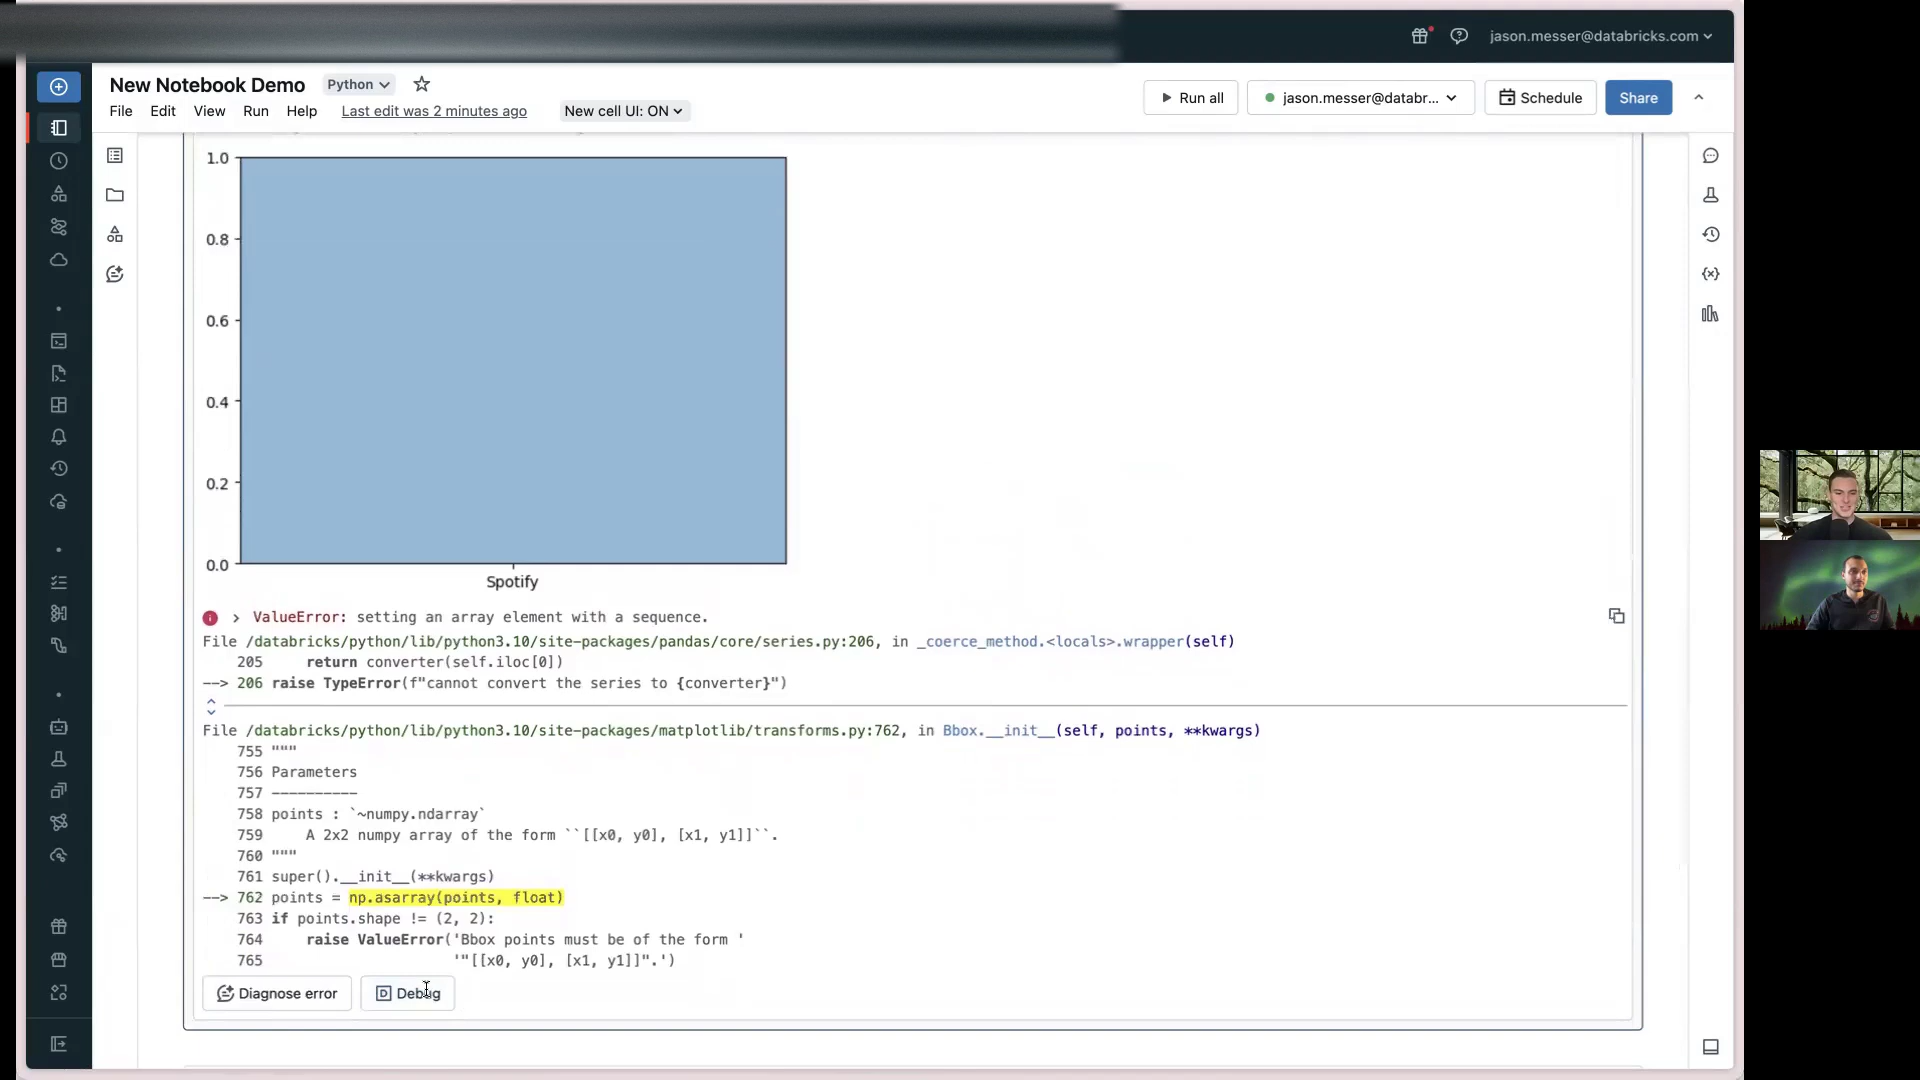 jason.messer@databricks.com
New Notebook Demo
Python
File Edit View Run Help Last edit was 2 minutes ago New cell UI: ON
Run all
jason.messer@databr...
Schedule
Share
1.0
0.8
0.6
0.4
0.2
0.0
Spotify
ValueError: setting an array element with a sequence.
File /databricks/python/lib/python3.10/site-packages/pandas/core/series.py:206, in _coerce_method.<locals>.wrapper(self)
205 return converter(self.iloc[0])
--> 206 raise TypeError(f"cannot convert the series to {converter}")
File /databricks/python/lib/python3.10/site-packages/matplotlib/transforms.py:762, in Bbox.__init__(self, points, **kwargs)
755 """
756 Parameters
757 ----------
758 points : `~numpy.ndarray`
759 A 2x2 numpy array of the form ``[[x0, y0], [x1, y1]]``.
760 """
761 super().__init__(**kwargs)
--> 762 points = np.asarray(points, float)
763 if points.shape != (2, 2):
764 raise ValueError('Bbox points must be of the form '
765 '"[[x0, y0], [x1, y1]]".')
Diagnose error
Debug